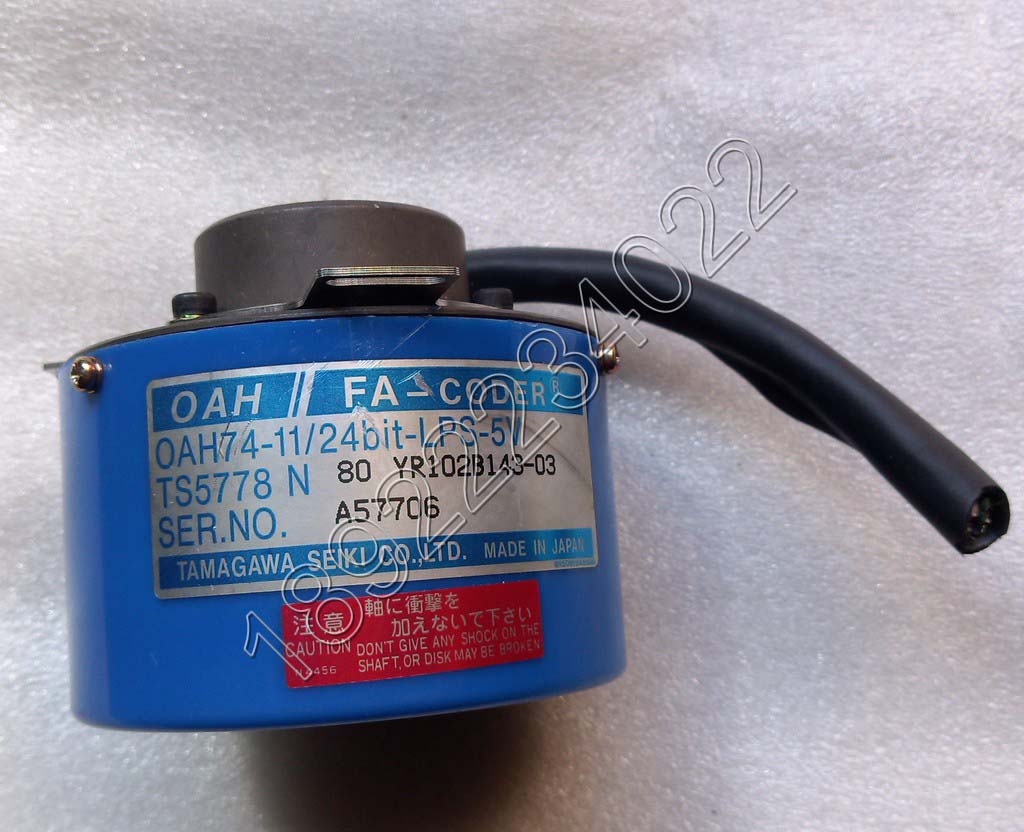 OAH // FA-CODER®
OAH74-11/24bit-LPS-5V
TS5778 N 80 YR102B143-03
SER.NO. A57706
TAMAGAWA SEIKI CO.,LTD. MADE IN JAPAN
注意 軸に衝撃を
加えないで下さい
CAUTION DON'T GIVE ANY SHOCK ON THE
SHAFT, OR DISK MAY BE BROKEN
18922234022